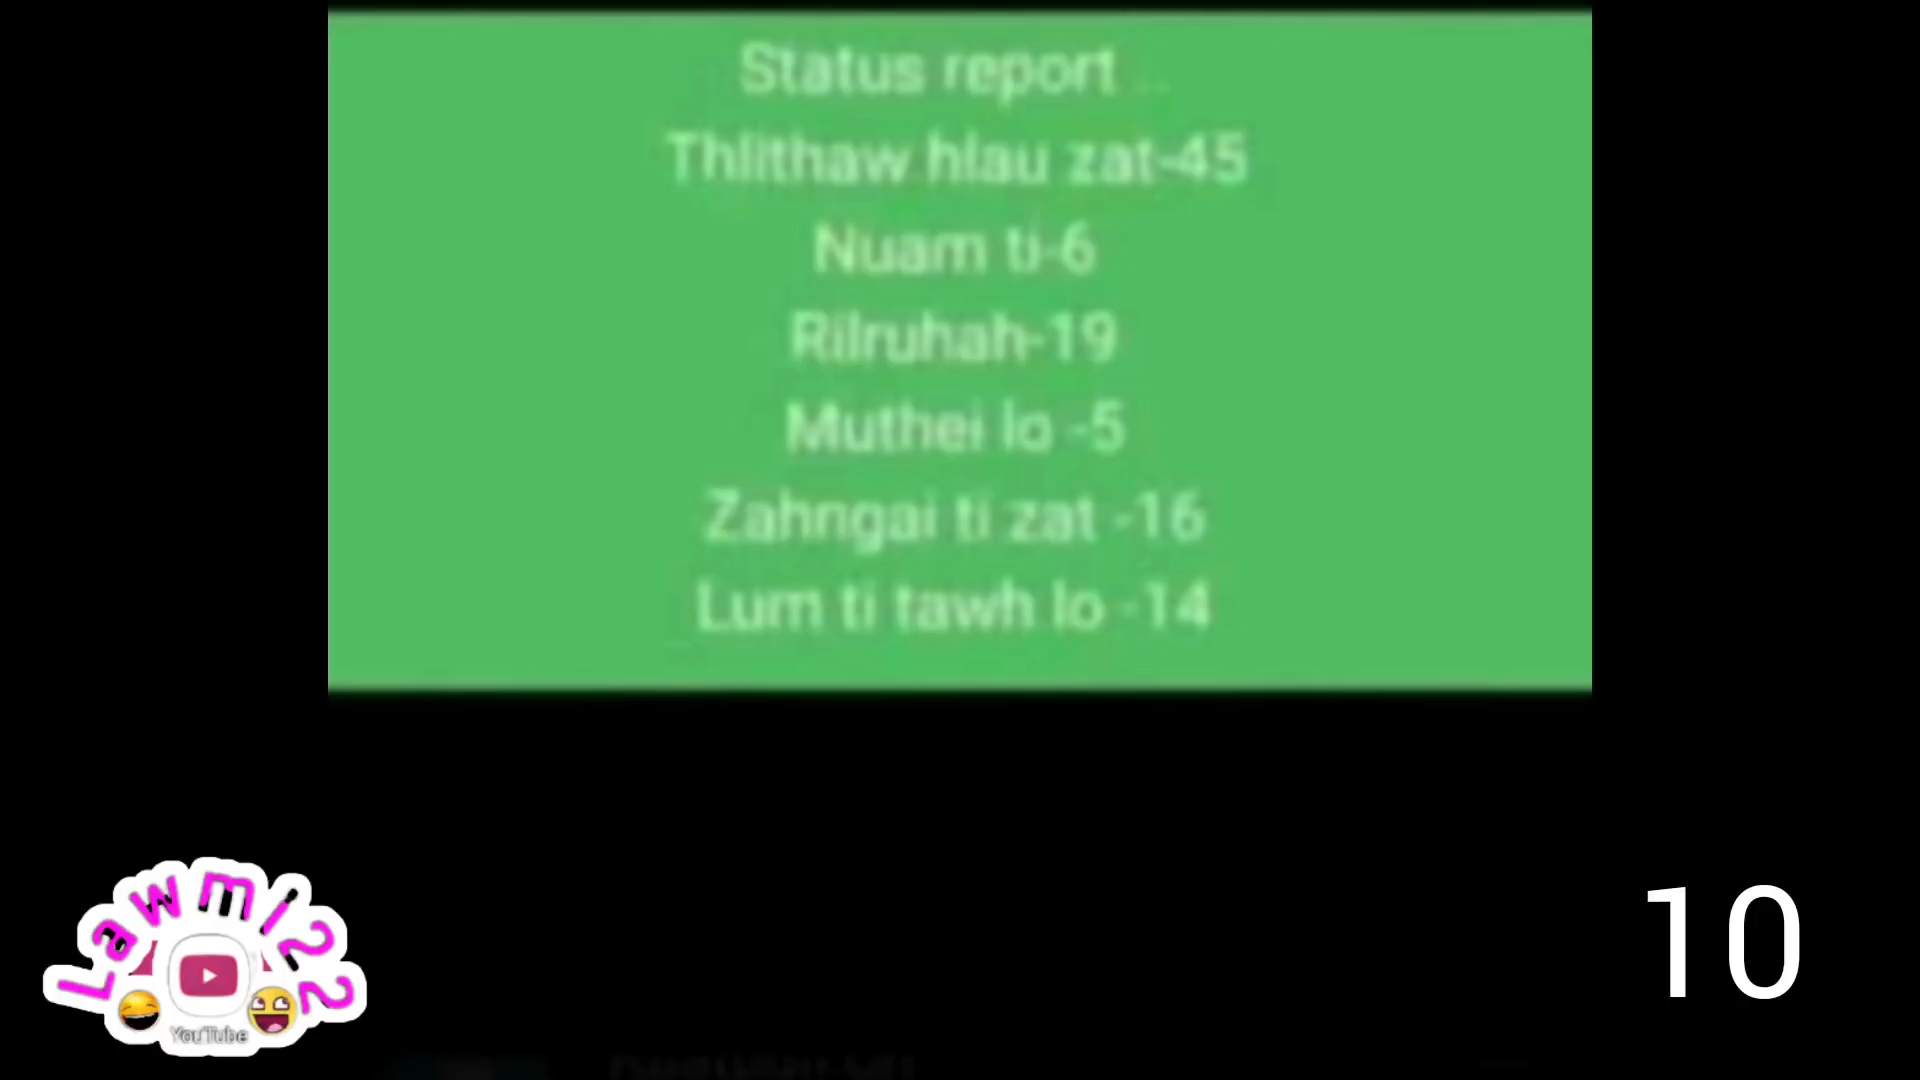 Status report ..
Thlithaw hlau zat-45
Nuam ti-6
Rilruhah-19
Muthei lo -5
Zahngai ti zat -16
Lum ti tawh lo -14
Lawmi22
YouTube
10